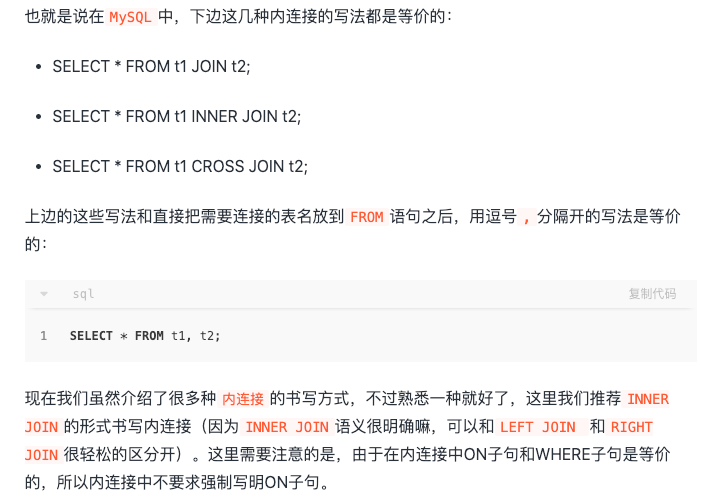 也就是说在 MySQL 中，下边这几种内连接的写法都是等价的：
• SELECT * FROM t1 JOIN t2;
• SELECT * FROM t1 INNER JOIN t2;
• SELECT * FROM t1 CROSS JOIN t2;
上边的这些写法和直接把需要连接的表名放到 FROM 语句之后，用逗号 , 分隔开的写法是等价
的：
sql 复制代码
1 SELECT * FROM t1, t2;
现在我们虽然介绍了很多种 内连接 的书写方式，不过熟悉一种就好了，这里我们推荐 INNER
JOIN 的形式书写内连接（因为 INNER JOIN 语义很明确嘛，可以和 LEFT JOIN 和 RIGHT
JOIN 很轻松的区分开）。这里需要注意的是，由于在内连接中ON子句和WHERE子句是等价
的，所以内连接中不要求强制写明ON子句。